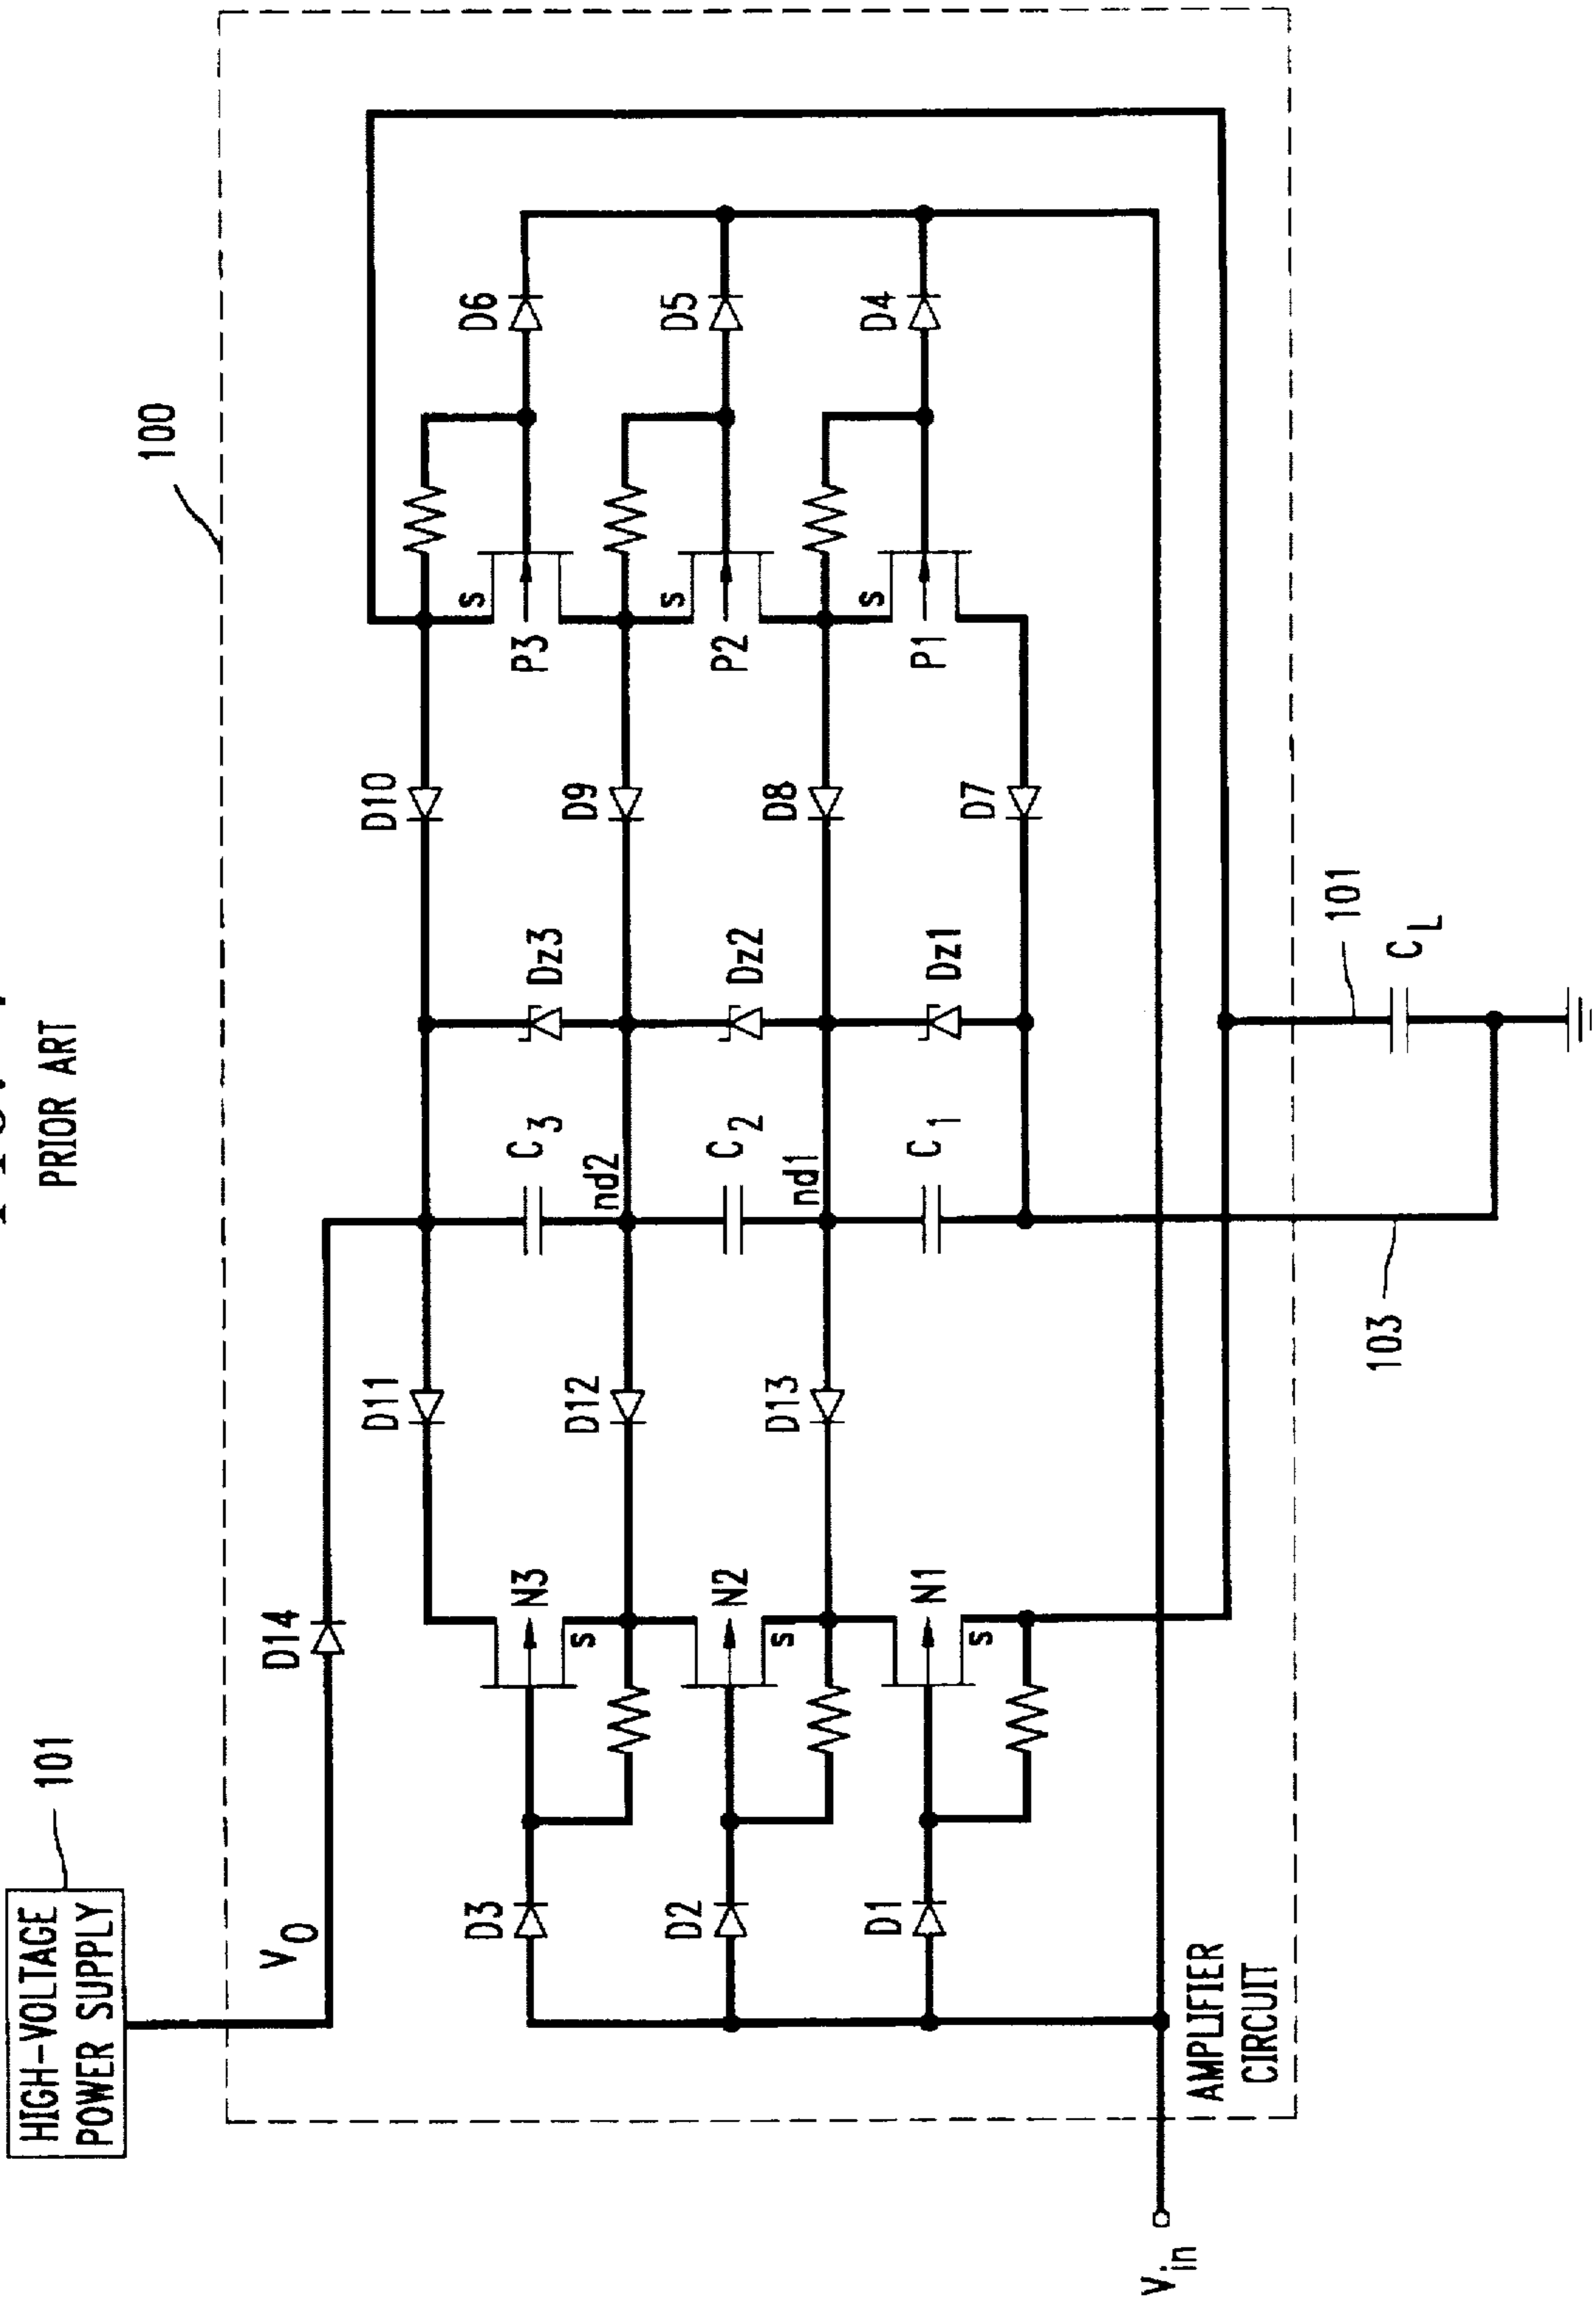 PRIOR ART
HIGH-VOLTAGE
POWER SUPPLY
101
100
V0
D14
D11
D10
D6
D3
N3
s
D12
nd2
C3
Dz3
D9
P3
s
D5
D2
N2
s
D13
nd1
C2
Dz2
D8
P2
s
D4
D1
N1
s
C1
Dz1
D7
P1
s
AMPLIFIER
CIRCUIT
Vin
103
101
CL